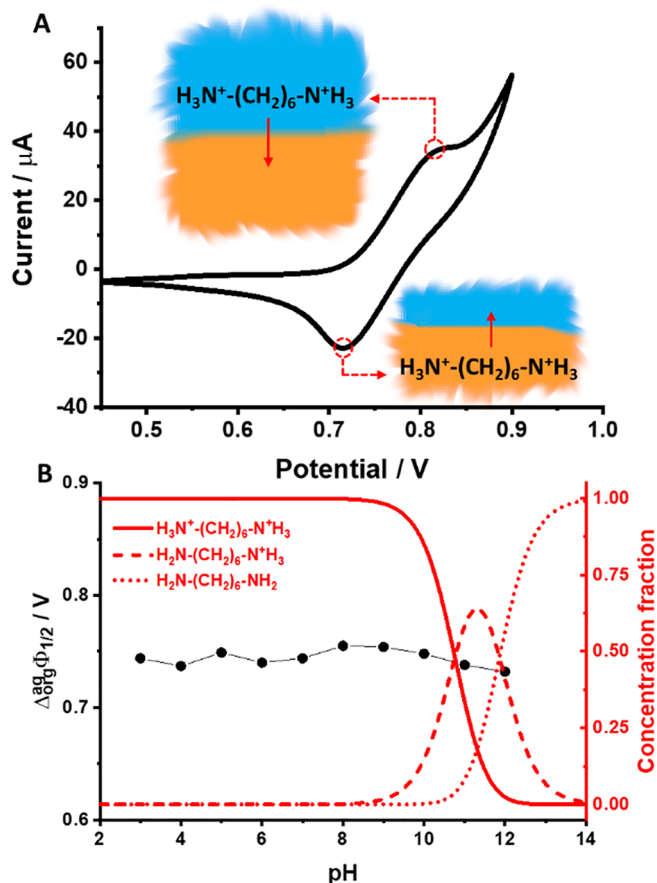 A
60
40
20
0
-20
-40
Current / μA
H₃N⁺-(CH₂)₆-N⁺H₃
H₃N⁺-(CH₂)₆-N⁺H₃
0.5 0.6 0.7 0.8 0.9 1.0
Potential / V
B
0.9
0.8
0.7
0.6
Δ^{aq}_{org}Φ_{1/2} / V
H₃N⁺-(CH₂)₆-N⁺H₃
H₂N-(CH₂)₆-N⁺H₃
H₂N-(CH₂)₆-NH₂
1.00
0.75
0.50
0.25
0.00
Concentration fraction
2 4 6 8 10 12 14
pH